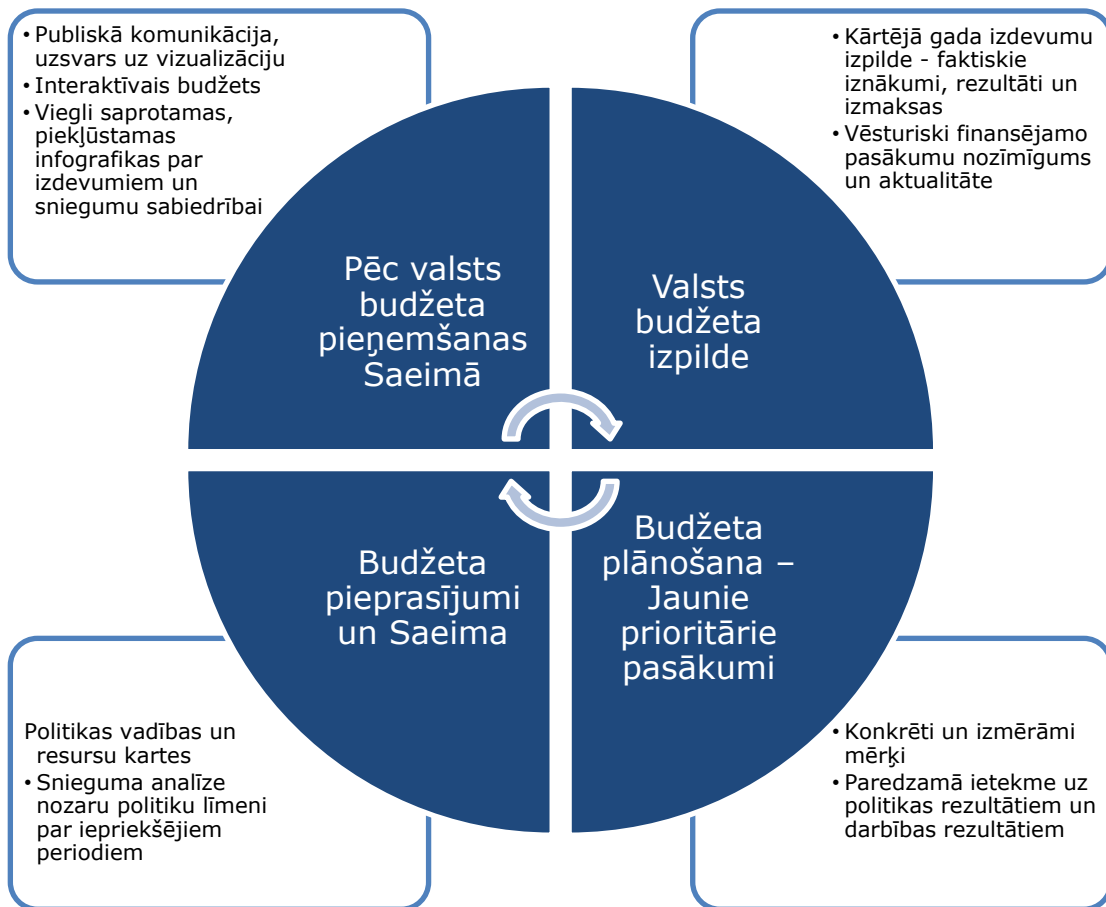 • Publiskā komunikācija,
uzsvars uz vizualizāciju
• Interaktīvais budžets
• Viegli saprotamas,
piekļūstamas
infografikas par
izdevumiem un
sniegumu sabiedrībai
• Kārtējā gada izdevumu
izpilde - faktiskie
iznākumi, rezultāti un
izmaksas
• Vēsturiski finansējamo
pasākumu nozīmīgums
un aktualitāte
Pēc valsts
budžeta
pieņemšanas
Saeimā
Valsts
budžeta
izpilde
Budžeta
pieprasījumi
un Saeima
Budžeta
plānošana –
Jaunie
prioritārie
pasākumi
Politikas vadības un
resursu kartes
• Snieguma analīze
nozaru politiku līmeni
par iepriekšējiem
periodiem
• Konkrēti un izmērāmi
mērķi
• Paredzamā ietekme uz
politikas rezultātiem un
darbības rezultātiem